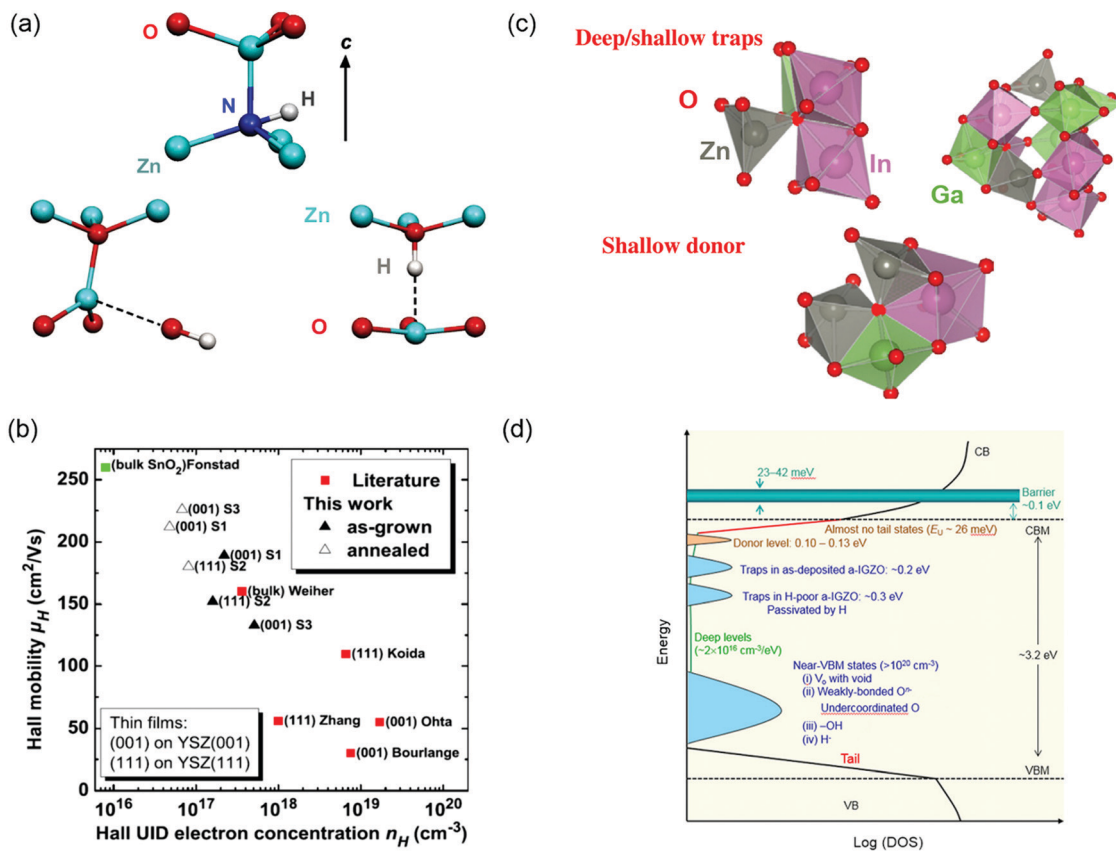 (a)
O
c
N
H
Zn
Zn
H
O
(c)
Deep/shallow traps
O
Zn
In
Ga
Shallow donor
(b)
(bulk SnO2)Fonstad
(001) S3
(001) S1
(111) S2
(001) S1
(bulk) Weiher
(111) S2
(001) S3
(111) Koida
(111) Zhang
(001) Ohta
(001) Bourlange
Literature
This work
as-grown
annealed
Thin films:
(001) on YSZ(001)
(111) on YSZ(111)
250
200
150
100
50
0
Hall mobility μH (cm²/Vs)
10¹⁶ 10¹⁷ 10¹⁸ 10¹⁹ 10²⁰
Hall UID electron concentration nH (cm⁻³)
(d)
CB
23–42 meV
Barrier
~0.1 eV
Almost no tail states (EU ~ 26 meV)
CBM
Donor level: 0.10 – 0.13 eV
Traps in as-deposited a-IGZO: ~0.2 eV
Traps in H-poor a-IGZO: ~0.3 eV
Passivated by H
Deep levels
(~2×10¹⁶ cm⁻³/eV)
~3.2 eV
Near-VBM states (>10²⁰ cm⁻³)
(i) Vo with void
(ii) Weakly-bonded Oⁿ⁻
Undercoordinated O
(iii) –OH
(iv) H⁻
Tail
VBM
VB
Energy
Log (DOS)